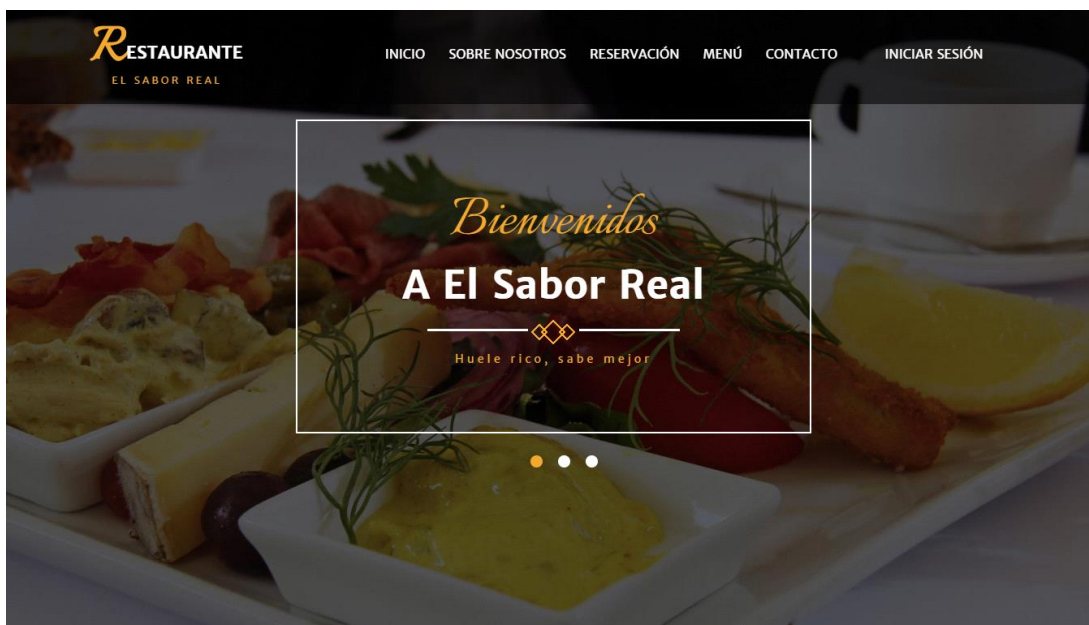 RESTAURANTE
EL SABOR REAL
INICIO SOBRE NOSOTROS RESERVACIÓN MENÚ CONTACTO INICIAR SESIÓN
Bienvenidos
A El Sabor Real
Huele rico, sabe mejor